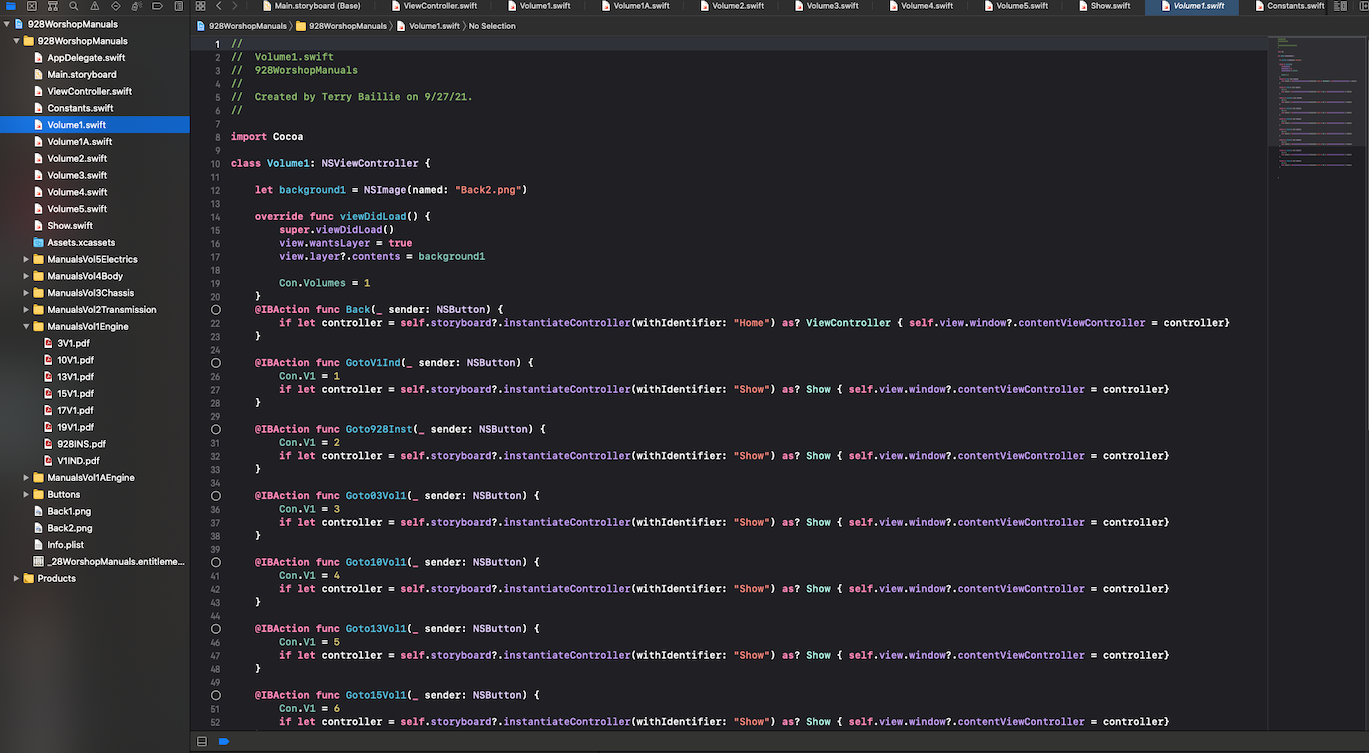 Main.storyboard (Base)
ViewController.swift
Volume1.swift
Volume1A.swift
Volume2.swift
Volume3.swift
Volume4.swift
Volume5.swift
Show.swift
Volume1.swift
Constants.swift
928WorshopManuals
928WorshopManuals
AppDelegate.swift
Main.storyboard
ViewController.swift
Constants.swift
Volume1.swift
Volume1A.swift
Volume2.swift
Volume3.swift
Volume4.swift
Volume5.swift
Show.swift
Assets.xcassets
ManualsVol5Electrics
ManualsVol4Body
ManualsVol3Chassis
ManualsVol2Transmission
ManualsVol1Engine
3V1.pdf
10V1.pdf
13V1.pdf
15V1.pdf
17V1.pdf
19V1.pdf
928INS.pdf
V1IND.pdf
ManualsVol1AEngine
Buttons
Back1.png
Back2.png
Info.plist
_28WorshopManuals.entitleme...
Products
928WorshopManuals 〉 928WorshopManuals 〉 Volume1.swift 〉 No Selection
1 //
2 //  Volume1.swift
3 //  928WorshopManuals
4 //
5 //  Created by Terry Baillie on 9/27/21.
6 //
7
8 import Cocoa
9
10 class Volume1: NSViewController {
11
12     let background1 = NSImage(named: "Back2.png")
13
14     override func viewDidLoad() {
15         super.viewDidLoad()
16         view.wantsLayer = true
17         view.layer?.contents = background1
18
19         Con.Volumes = 1
20     }
@IBAction func Back(_ sender: NSButton) {
22         if let controller = self.storyboard?.instantiateController(withIdentifier: "Home") as? ViewController { self.view.window?.contentViewController = controller}
23     }
24
@IBAction func GotoV1Ind(_ sender: NSButton) {
26         Con.V1 = 1
27         if let controller = self.storyboard?.instantiateController(withIdentifier: "Show") as? Show { self.view.window?.contentViewController = controller}
28     }
29
@IBAction func Goto928Inst(_ sender: NSButton) {
31         Con.V1 = 2
32         if let controller = self.storyboard?.instantiateController(withIdentifier: "Show") as? Show { self.view.window?.contentViewController = controller}
33     }
34
@IBAction func Goto03Vol1(_ sender: NSButton) {
36         Con.V1 = 3
37         if let controller = self.storyboard?.instantiateController(withIdentifier: "Show") as? Show { self.view.window?.contentViewController = controller}
38     }
39
@IBAction func Goto10Vol1(_ sender: NSButton) {
41         Con.V1 = 4
42         if let controller = self.storyboard?.instantiateController(withIdentifier: "Show") as? Show { self.view.window?.contentViewController = controller}
43     }
44
@IBAction func Goto13Vol1(_ sender: NSButton) {
46         Con.V1 = 5
47         if let controller = self.storyboard?.instantiateController(withIdentifier: "Show") as? Show { self.view.window?.contentViewController = controller}
48     }
49
@IBAction func Goto15Vol1(_ sender: NSButton) {
51         Con.V1 = 6
52         if let controller = self.storyboard?.instantiateController(withIdentifier: "Show") as? Show { self.view.window?.contentViewController = controller}